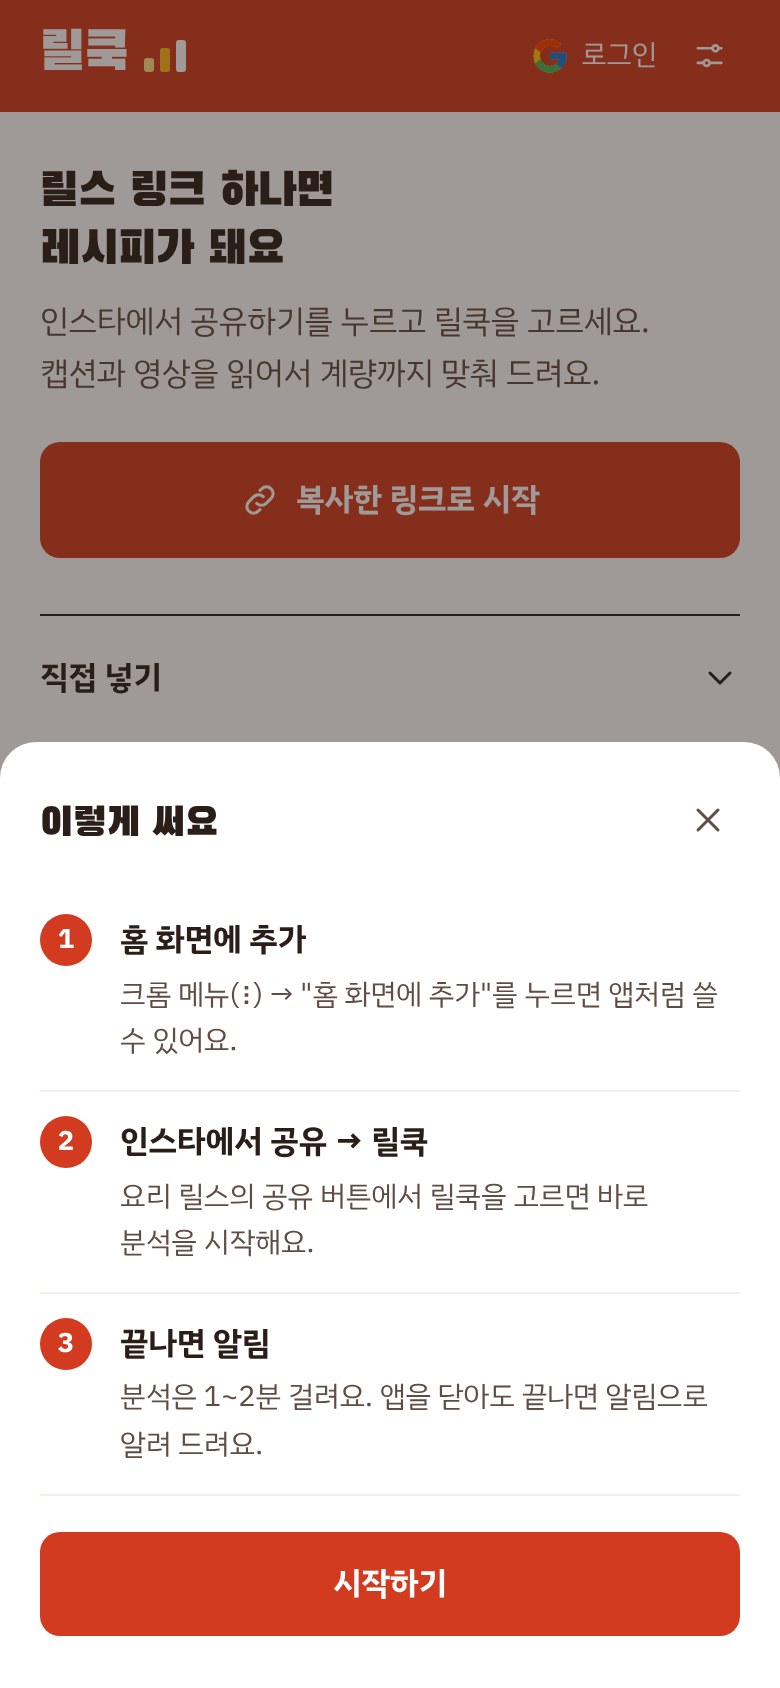 릴쿡
로그인
릴스 링크 하나면
레시피가 돼요
인스타에서 공유하기를 누르고 릴쿡을 고르세요.
캡션과 영상을 읽어서 계량까지 맞춰 드려요.
복사한 링크로 시작
직접 넣기
이렇게 써요
1 홈 화면에 추가
크롬 메뉴(⋮) → "홈 화면에 추가"를 누르면 앱처럼 쓸
수 있어요.
2 인스타에서 공유 → 릴쿡
요리 릴스의 공유 버튼에서 릴쿡을 고르면 바로
분석을 시작해요.
3 끝나면 알림
분석은 1~2분 걸려요. 앱을 닫아도 끝나면 알림으로
알려 드려요.
시작하기